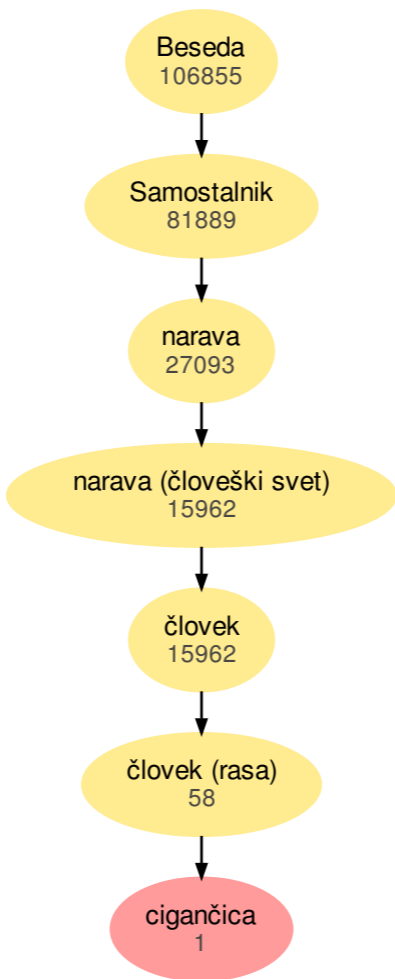 Beseda
106855
Samostalnik
81889
narava
27093
narava (človeški svet)
15962
človek
15962
človek (rasa)
58
cigančica
1